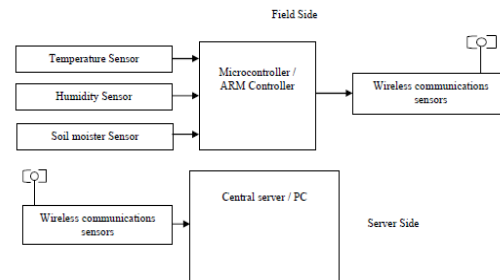 Field Side
Temperature Sensor
Humidity Sensor
Soil moister Sensor
Microcontroller /
ARM Controller
Wireless communications
sensors
Wireless communications
sensors
Central server / PC
Server Side